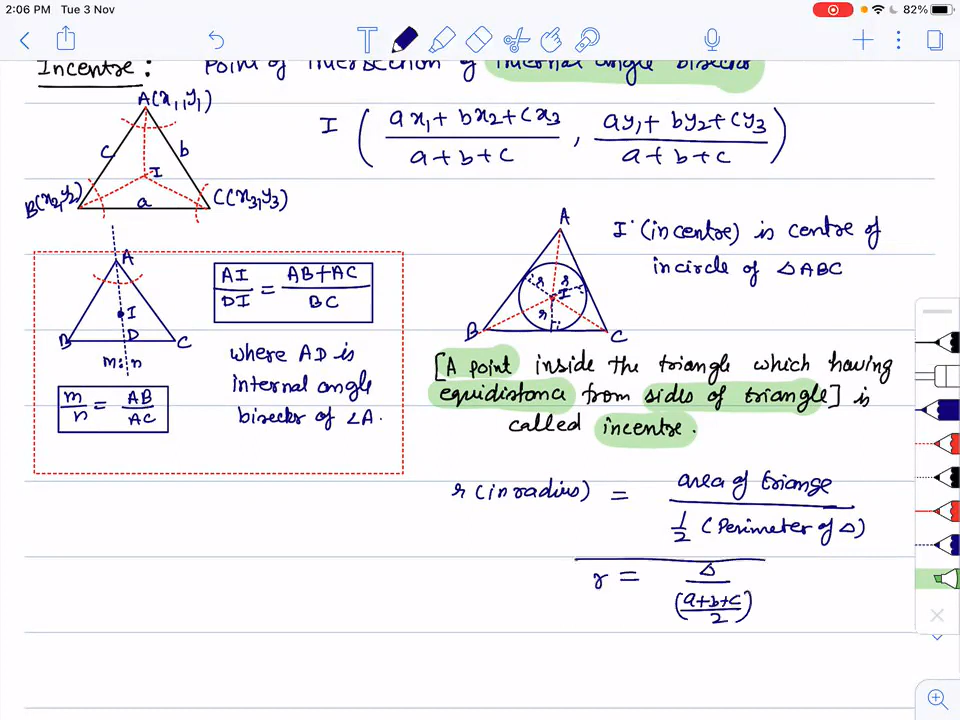 2:06 PM Tue 3 Nov
82%
T
Incentre : Point of intersection of internal angle bisector
A(x₁, y₁)
I ( ax₁ + bx₂ + cx₃ / a + b + c , ay₁ + by₂ + cy₃ / a + b + c )
c b
I
B(x₂, y₂) a C(x₃, y₃)
A
I (incentre) is centre of
incircle of △ABC
A
AI / DI = AB + AC / BC
r r I
r
B C
I
B D C
m : n
where AD is
internal angle
bisector of ∠A.
m / n = AB / AC
[A point inside the triangle which having
equidistance from sides of triangle] is
called incentre.
r (inradius) = area of triange / 1/2 (Perimeter of △)
r = △ / (a+b+c / 2)